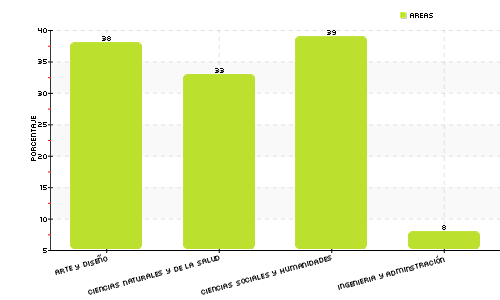 AREAS
PORCENTAJE
40
35
30
25
20
15
10
5
38
33
39
8
ARTE Y DISEÑO
CIENCIAS NATURALES Y DE LA SALUD
CIENCIAS SOCIALES Y HUMANIDADES
INGENIERIA Y ADMINSTRACIÓN